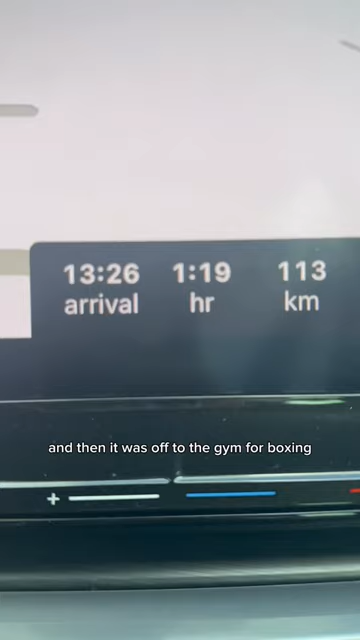 13:26 1:19 113
arrival hr km
and then it was off to the gym for boxing
+